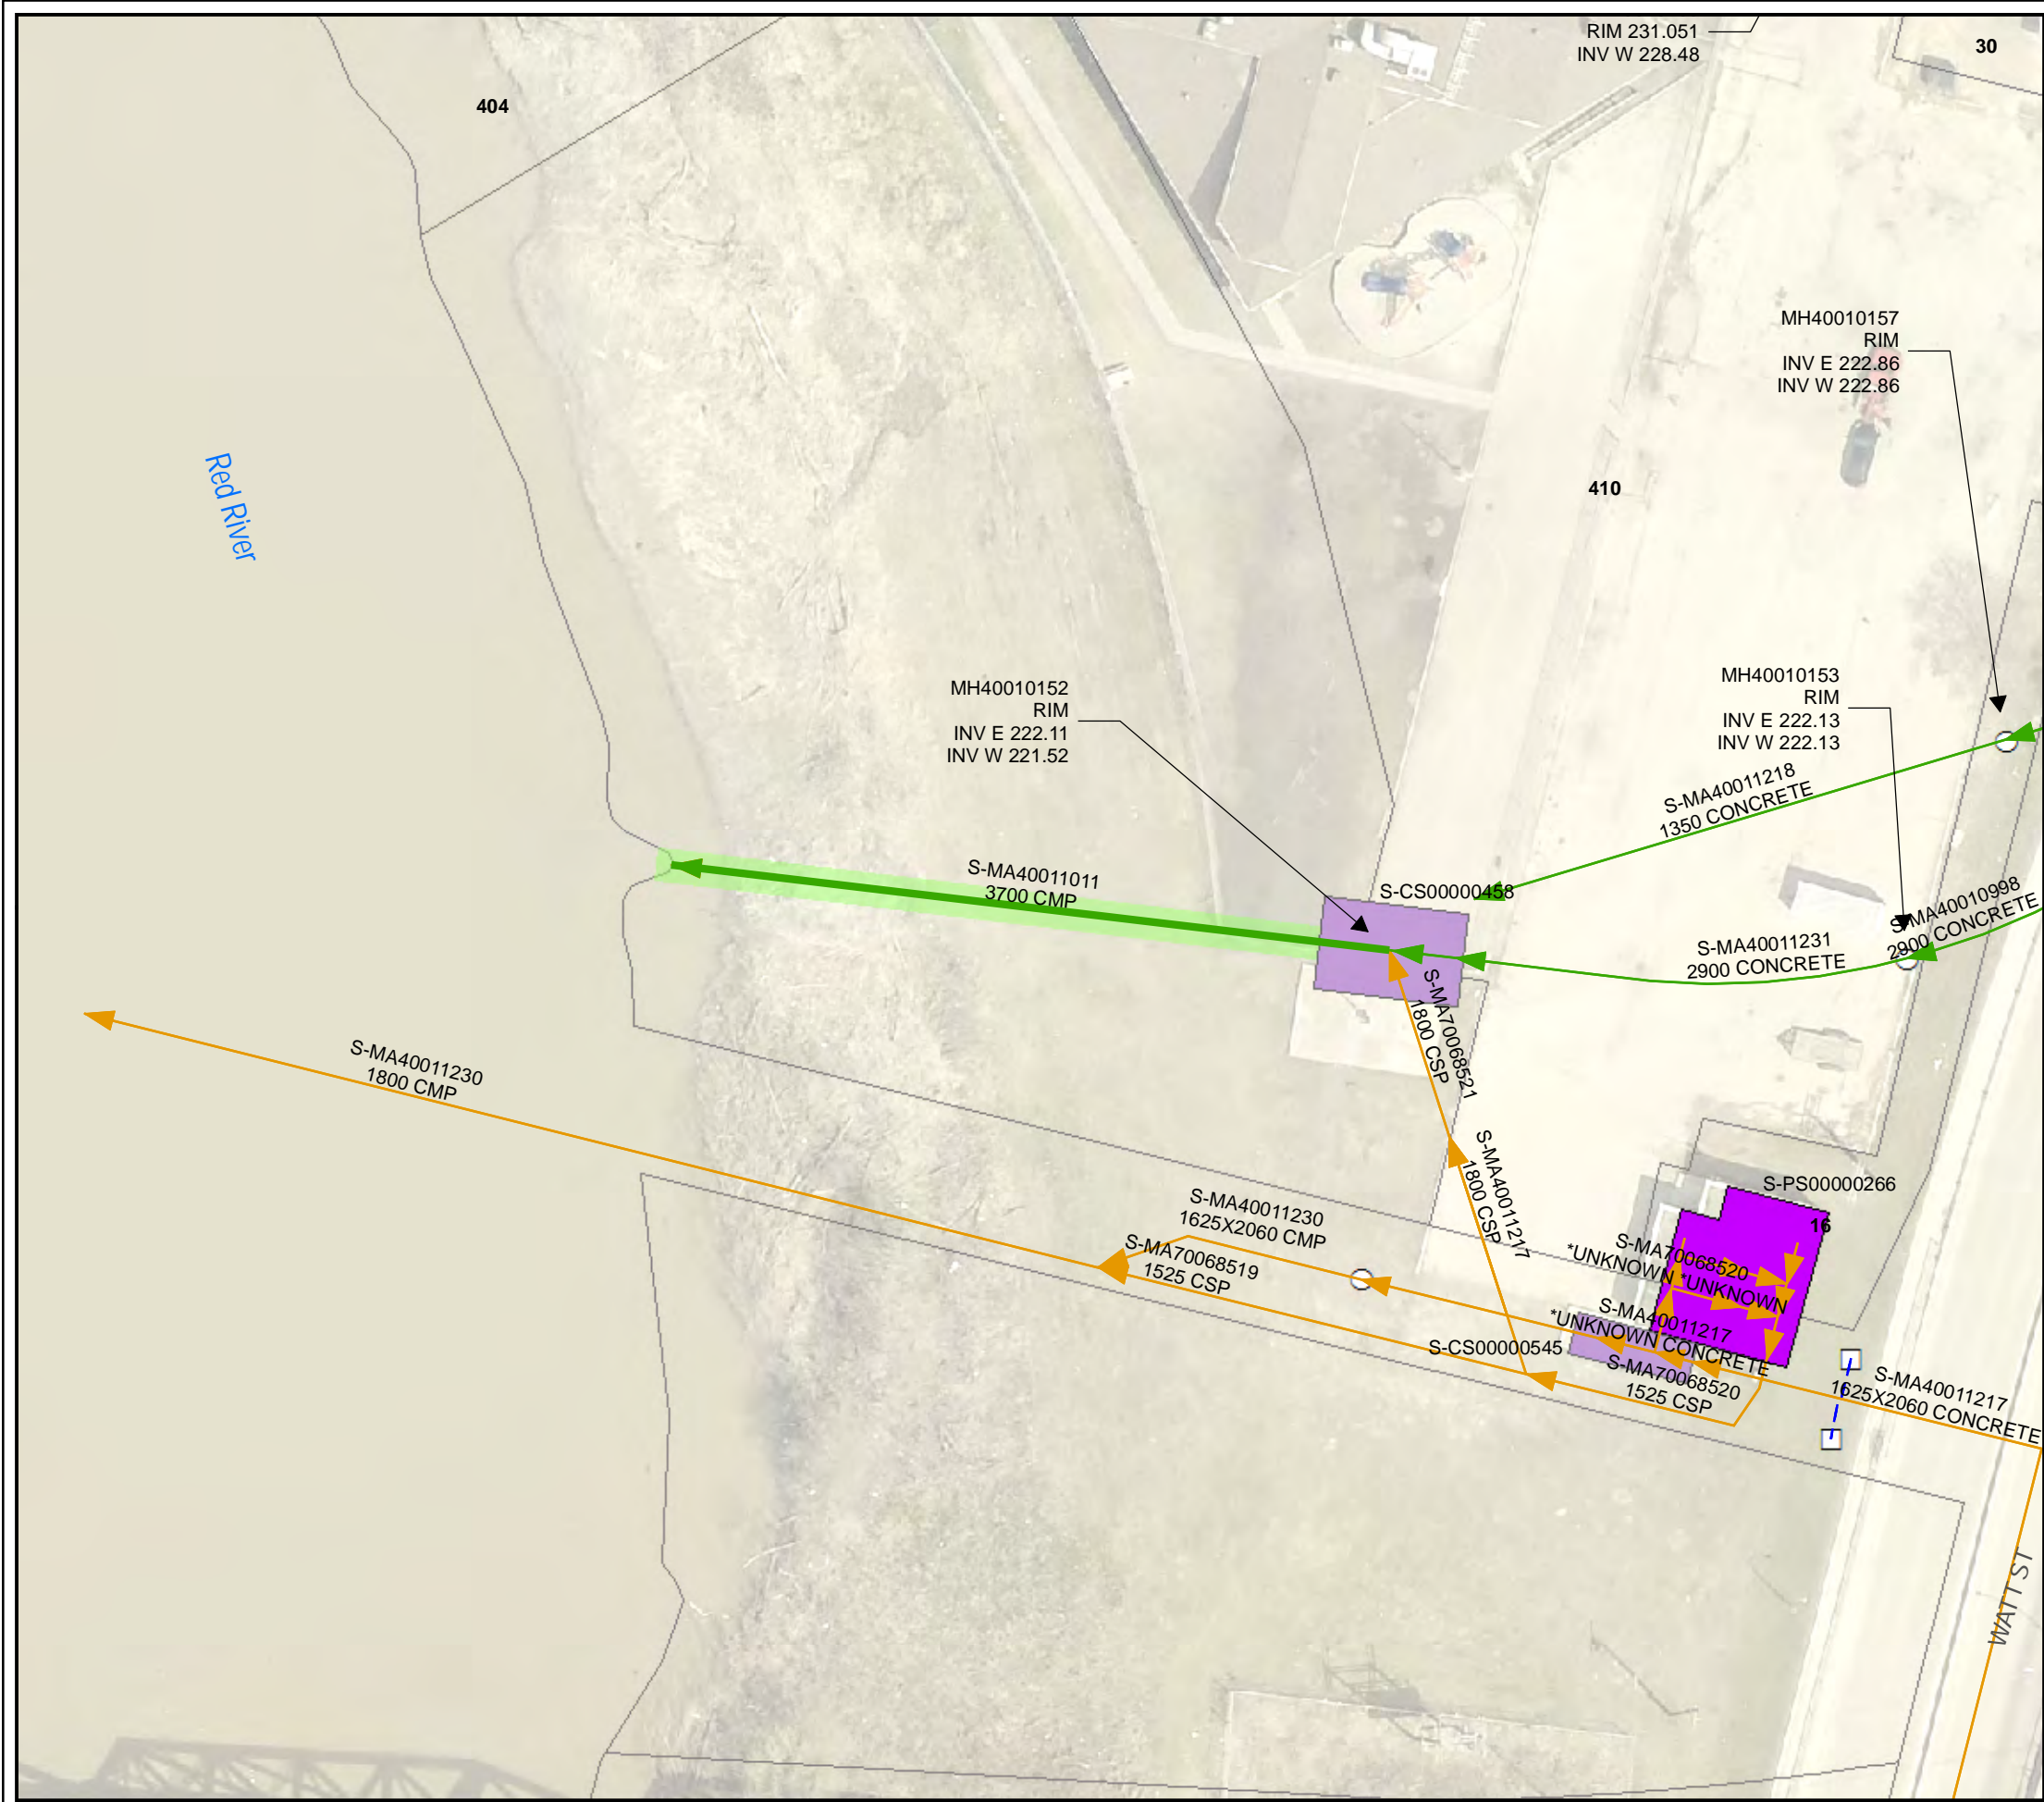 RIM 231.051
INV W 228.48
30
404
MH40010157
RIM
INV E 222.86
INV W 222.86
410
Red River
MH40010152
RIM
INV E 222.11
INV W 221.52
MH40010153
RIM
INV E 222.13
INV W 222.13
S-MA40011218
1350 CONCRETE
S-MA40011011
3700 CMP
S-CS00000458
S-MA40010998
2900 CONCRETE
S-MA40011231
2900 CONCRETE
S-MA70068521
1800 CSP
S-MA40011230
1800 CMP
S-MA40011217
1800 CSP
S-PS00000266
16
S-MA40011230
1625X2060 CMP
S-MA70068519
1525 CSP
S-MA70068520
*UNKNOWN *UNKNOWN
S-MA40011217
*UNKNOWN CONCRETE
S-CS00000545
S-MA70068520
1525 CSP
S-MA40011217
1625X2060 CONCRETE
WATT ST